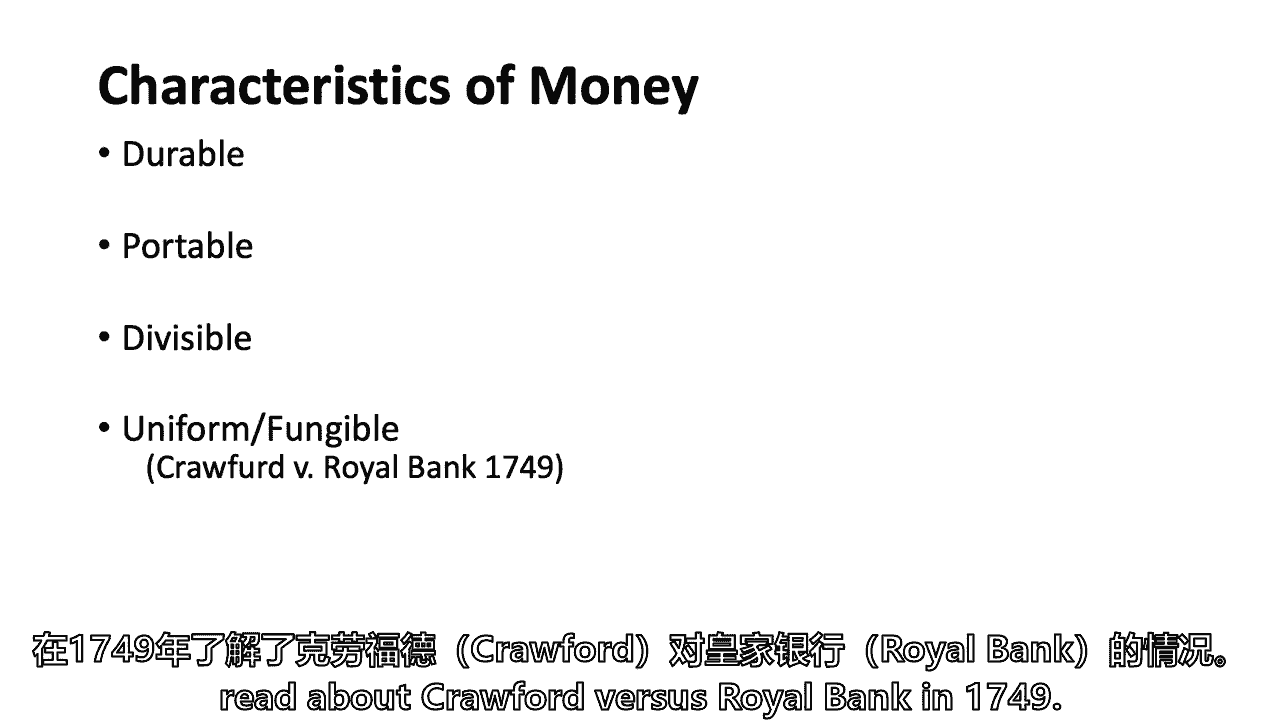 Characteristics of Money
• Durable
• Portable
• Divisible
• Uniform/Fungible
(Crawfurd v. Royal Bank 1749)
在1749年了解了克劳福德（Crawford）对皇家银行（Royal Bank）的情况。
read about Crawford versus Royal Bank in 1749.